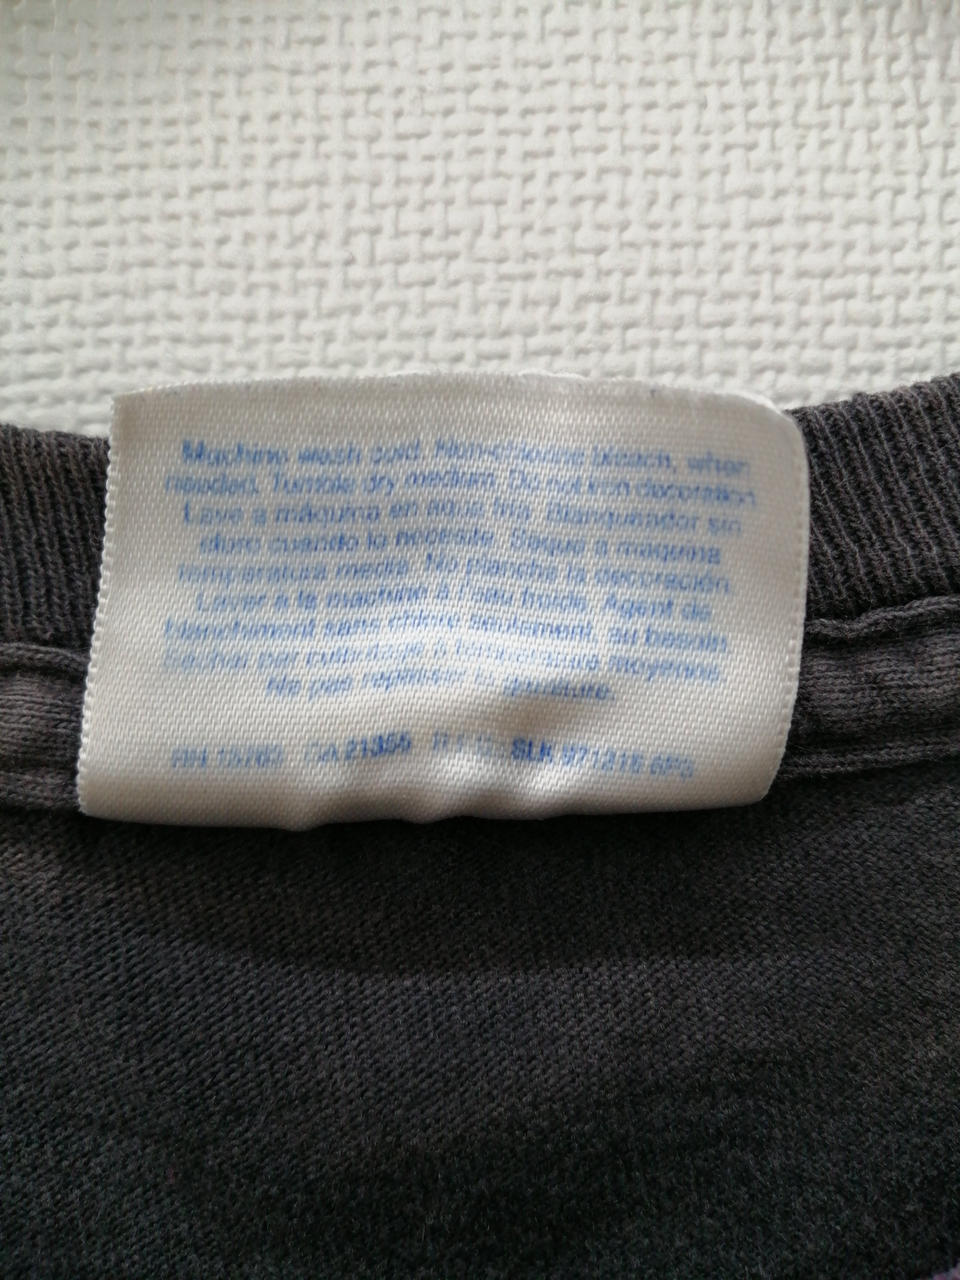 Machine wash cold. Non-chlorine bleach, when
needed. Tumble dry medium. Do not iron decoration.
Lave a máquina en agua fria. Blanqueador sin
cloro cuando lo necesite. Seque a maquina
temperatura media. No planche la decoración.
Laver à la machine à l'eau froide. Agent de
blanchiment sans chlore seulement, au besoin.
Sécher par culbutage à température moyenne.
Ne pas repasser la
RN 15763 CA 21355 SLK